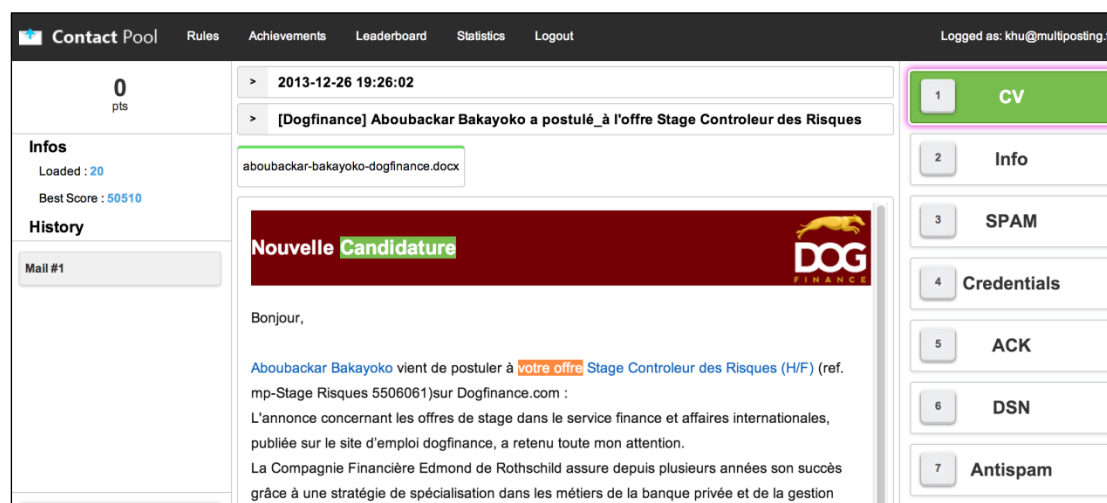 Contact Pool Rules Achievements Leaderboard Statistics Logout Logged as: khu@multiposting.
0
pts
Infos
Loaded : 20
Best Score : 50510
History
Mail #1
> 2013-12-26 19:26:02
> [Dogfinance] Aboubackar Bakayoko a postulé_à l'offre Stage Controleur des Risques
aboubackar-bakayoko-dogfinance.docx
Nouvelle Candidature
DOG
FINANCE
Bonjour,
Aboubackar Bakayoko vient de postuler à votre offre Stage Controleur des Risques (H/F) (ref.
mp-Stage Risques 5506061)sur Dogfinance.com :
L'annonce concernant les offres de stage dans le service finance et affaires internationales,
publiée sur le site d'emploi dogfinance, a retenu toute mon attention.
La Compagnie Financière Edmond de Rothschild assure depuis plusieurs années son succès
grâce à une stratégie de spécialisation dans les métiers de la banque privée et de la gestion
1 CV
2 Info
3 SPAM
4 Credentials
5 ACK
6 DSN
7 Antispam